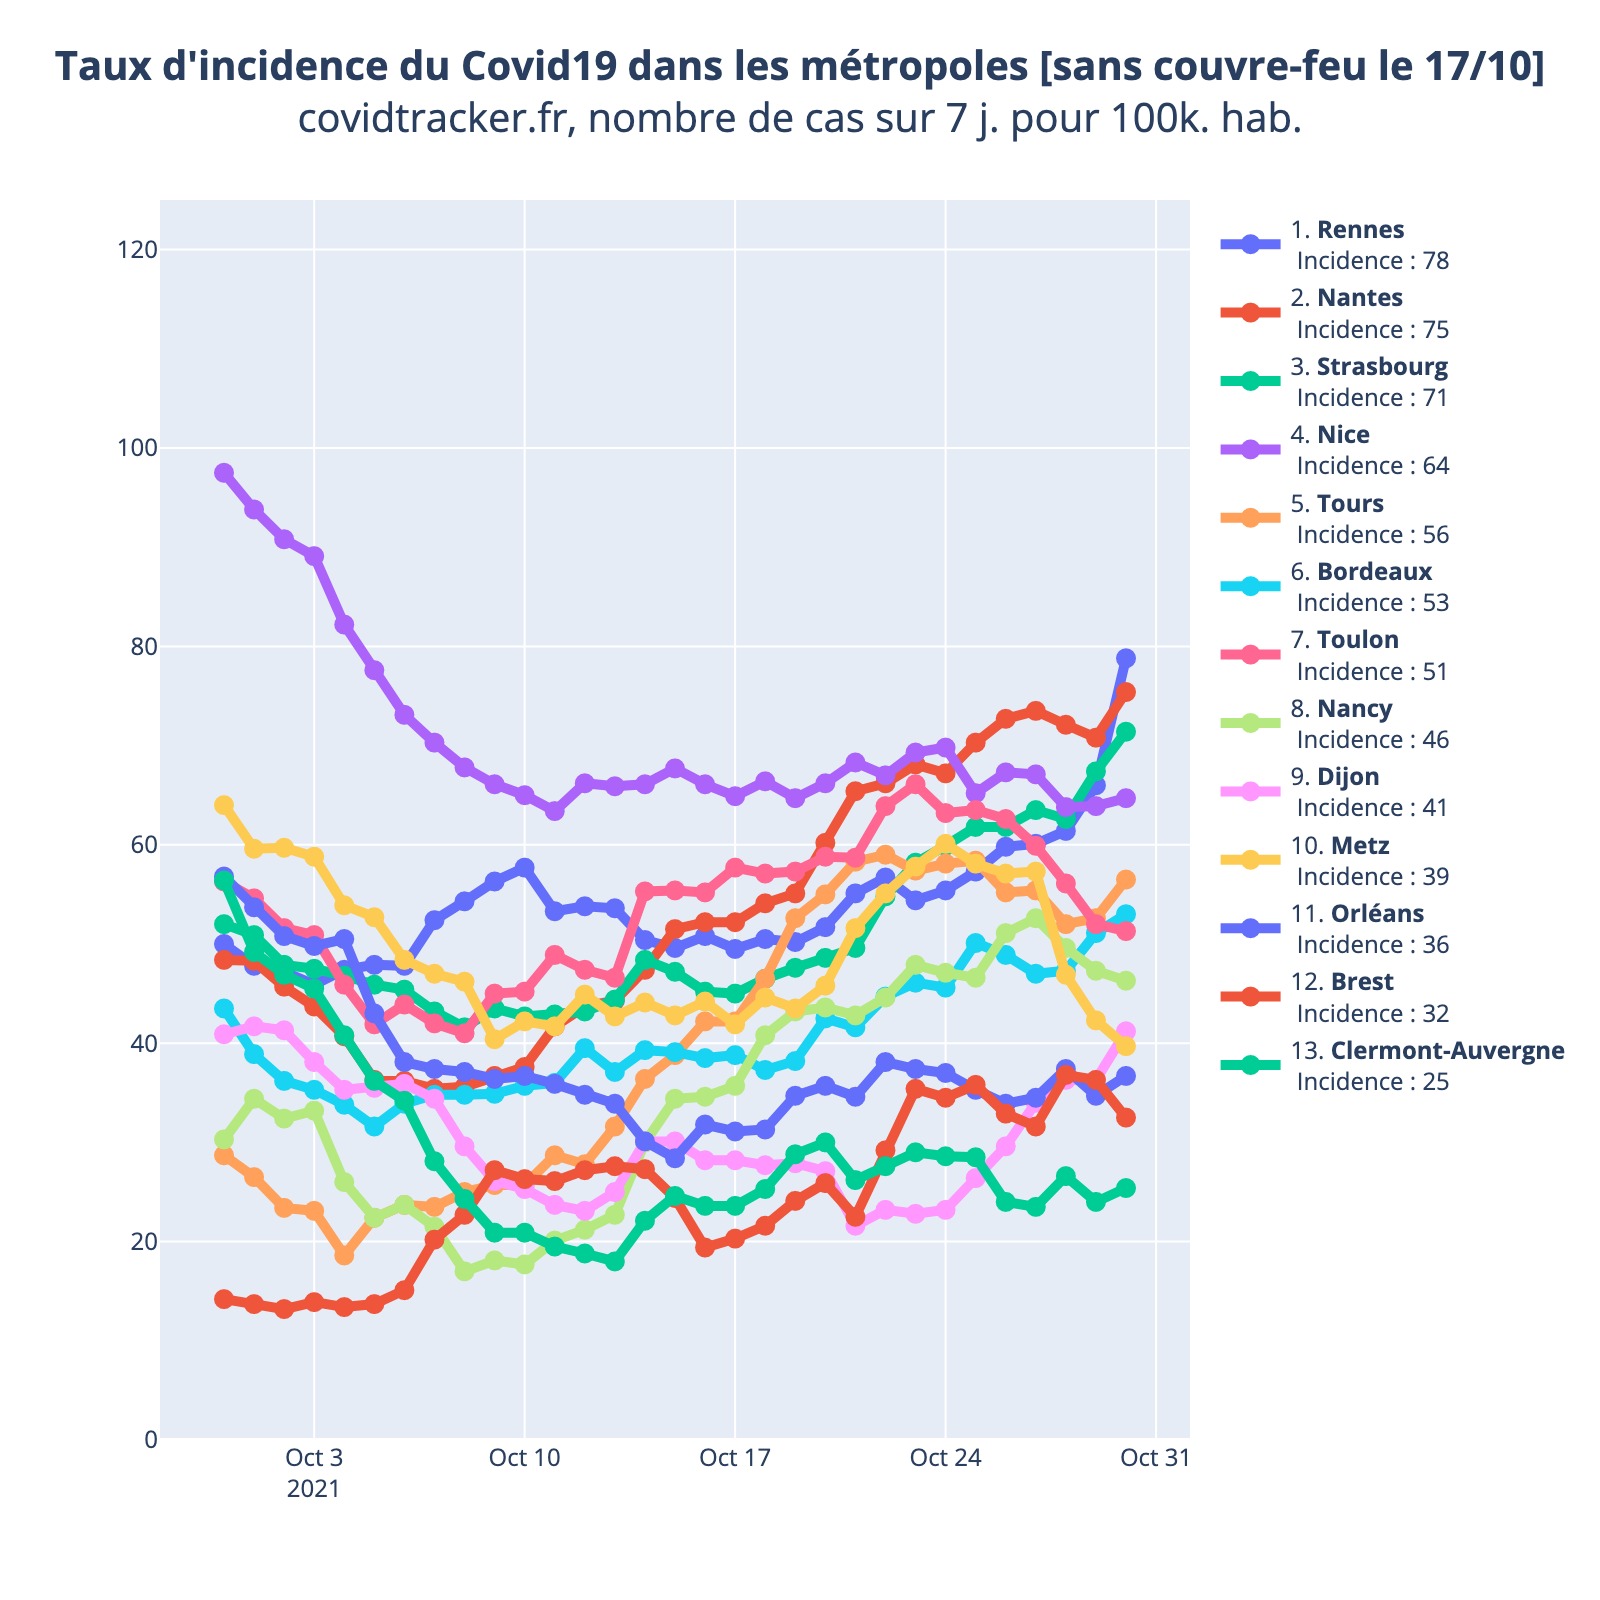 Taux d'incidence du Covid19 dans les métropoles [sans couvre-feu le 17/10]
covidtracker.fr, nombre de cas sur 7 j. pour 100k. hab.
120
100
80
60
40
20
0
Oct 3
2021
Oct 10
Oct 17
Oct 24
Oct 31
1. Rennes
Incidence : 78
2. Nantes
Incidence : 75
3. Strasbourg
Incidence : 71
4. Nice
Incidence : 64
5. Tours
Incidence : 56
6. Bordeaux
Incidence : 53
7. Toulon
Incidence : 51
8. Nancy
Incidence : 46
9. Dijon
Incidence : 41
10. Metz
Incidence : 39
11. Orléans
Incidence : 36
12. Brest
Incidence : 32
13. Clermont-Auvergne
Incidence : 25